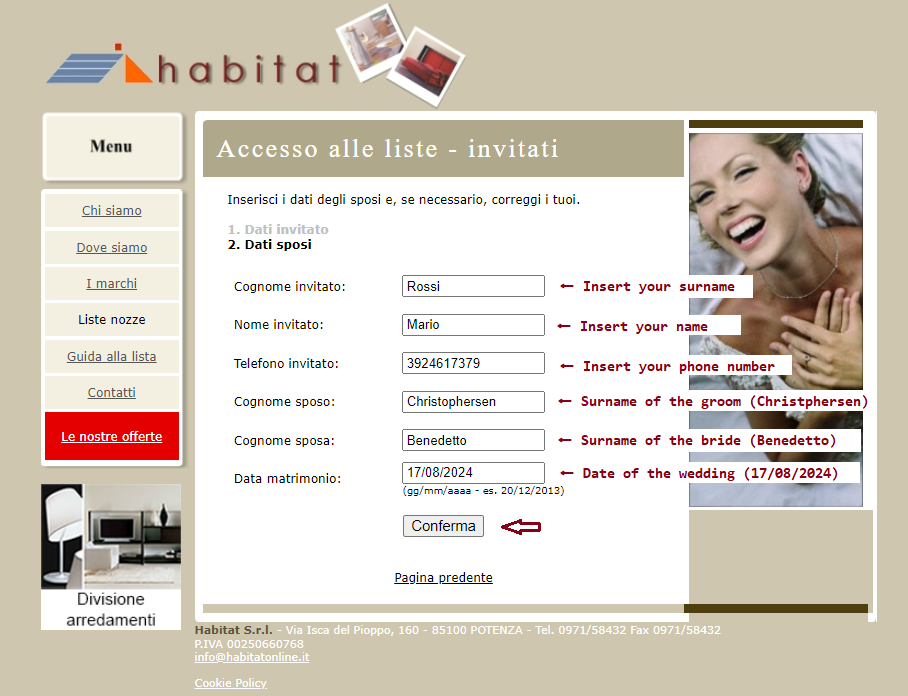 habitat
Menu
Chi siamo
Dove siamo
I marchi
Liste nozze
Guida alla lista
Contatti
Le nostre offerte
Divisione
arredamenti
Accesso alle liste - invitati
Inserisci i dati degli sposi e, se necessario, correggi i tuoi.
1. Dati invitato
2. Dati sposi
Cognome invitato: Rossi ← Insert your surname
Nome invitato: Mario ← Insert your name
Telefono invitato: 3924617379 ← Insert your phone number
Cognome sposo: Christophersen ← Surname of the groom (Christphersen)
Cognome sposa: Benedetto ← Surname of the bride (Benedetto)
Data matrimonio: 17/08/2024 ← Date of the wedding (17/08/2024)
(gg/mm/aaaa - es. 20/12/2013)
Conferma
Pagina predente
Habitat S.r.l. - Via Isca del Pioppo, 160 - 85100 POTENZA - Tel. 0971/58432 Fax 0971/58432
P.IVA 00250660768
info@habitatonline.it
Cookie Policy